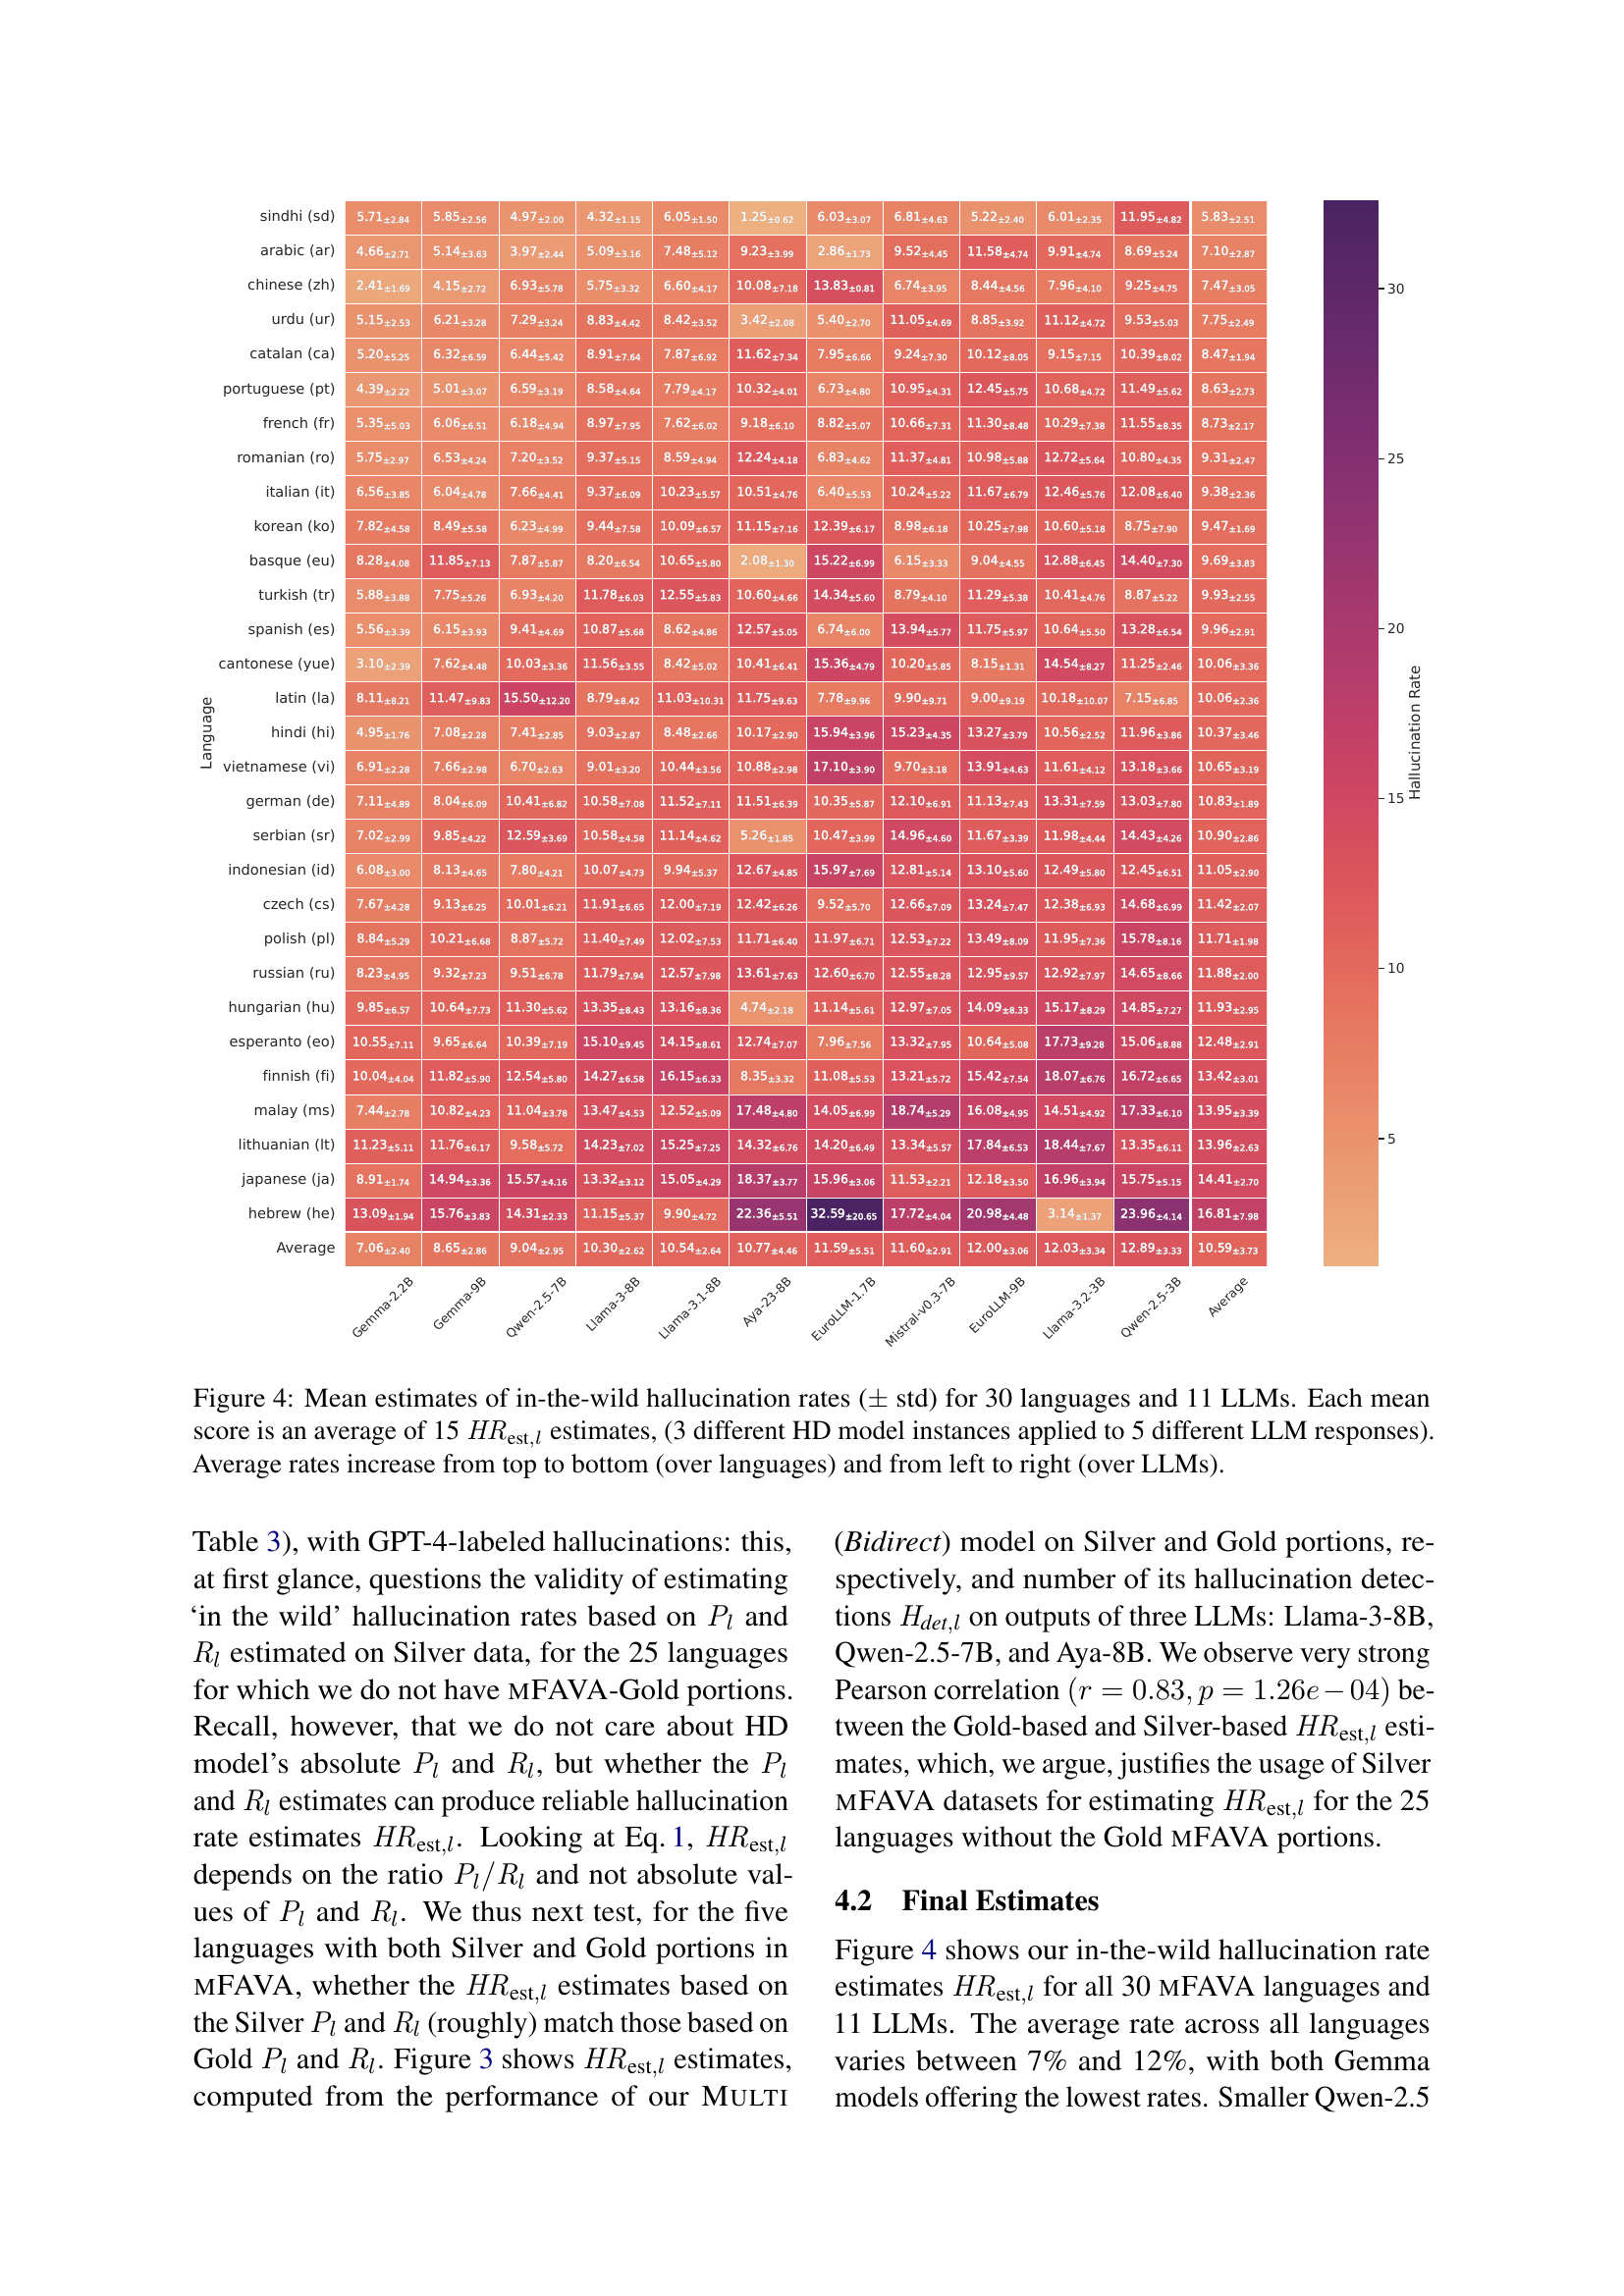 sindhi (sd) 5.71±2.84 5.85±2.56 4.97±2.00 4.32±1.15 6.05±1.50 1.25±0.62 6.03±3.07 6.81±4.63 5.22±2.40 6.01±2.35 11.95±4.82 5.83±2.51
arabic (ar) 4.66±2.71 5.14±3.63 3.97±2.44 5.09±3.16 7.48±5.12 9.23±3.99 2.86±1.73 9.52±4.45 11.58±4.74 9.91±4.74 8.69±5.24 7.10±2.87
chinese (zh) 2.41±1.69 4.15±2.72 6.93±5.78 5.75±3.32 6.60±4.17 10.08±7.18 13.83±0.81 6.74±3.95 8.44±4.56 7.96±4.10 9.25±4.75 7.47±3.05
urdu (ur) 5.15±2.53 6.21±3.28 7.29±3.24 8.83±4.42 8.42±3.52 3.42±2.08 5.40±2.70 11.05±4.69 8.85±3.92 11.12±4.72 9.53±5.03 7.75±2.49
catalan (ca) 5.20±5.25 6.32±6.59 6.44±5.42 8.91±7.64 7.87±6.92 11.62±7.34 7.95±6.66 9.24±7.30 10.12±8.05 9.15±7.15 10.39±8.02 8.47±1.94
portuguese (pt) 4.39±2.22 5.01±3.07 6.59±3.19 8.58±4.64 7.79±4.17 10.32±4.01 6.73±4.80 10.95±4.31 12.45±5.75 10.68±4.72 11.49±5.62 8.63±2.73
french (fr) 5.35±5.03 6.06±6.51 6.18±4.94 8.97±7.95 7.62±6.02 9.18±6.10 8.82±5.07 10.66±7.31 11.30±8.48 10.29±7.38 11.55±8.35 8.73±2.17
romanian (ro) 5.75±2.97 6.53±4.24 7.20±3.52 9.37±5.15 8.59±4.94 12.24±4.18 6.83±4.62 11.37±4.81 10.98±5.88 12.72±5.64 10.80±4.35 9.31±2.47
italian (it) 6.56±3.85 6.04±4.78 7.66±4.41 9.37±6.09 10.23±5.57 10.51±4.76 6.40±5.53 10.24±5.22 11.67±6.79 12.46±5.76 12.08±6.40 9.38±2.36
korean (ko) 7.82±4.58 8.49±5.58 6.23±4.99 9.44±7.58 10.09±6.57 11.15±7.16 12.39±6.17 8.98±6.18 10.25±7.98 10.60±5.18 8.75±7.90 9.47±1.69
basque (eu) 8.28±4.08 11.85±7.13 7.87±5.87 8.20±6.54 10.65±5.80 2.08±1.30 15.22±6.99 6.15±3.33 9.04±4.55 12.88±6.45 14.40±7.30 9.69±3.83
turkish (tr) 5.88±3.88 7.75±5.26 6.93±4.20 11.78±6.03 12.55±5.83 10.60±4.66 14.34±5.60 8.79±4.10 11.29±5.38 10.41±4.76 8.87±5.22 9.93±2.55
spanish (es) 5.56±3.39 6.15±3.93 9.41±4.69 10.87±5.68 8.62±4.86 12.57±5.05 6.74±6.00 13.94±5.77 11.75±5.97 10.64±5.50 13.28±6.54 9.96±2.91
cantonese (yue) 3.10±2.39 7.62±4.48 10.03±3.36 11.56±3.55 8.42±5.02 10.41±6.41 15.36±4.79 10.20±5.85 8.15±1.31 14.54±8.27 11.25±2.46 10.06±3.36
latin (la) 8.11±8.21 11.47±9.83 15.50±12.20 8.79±8.42 11.03±10.31 11.75±9.63 7.78±9.96 9.90±9.71 9.00±9.19 10.18±10.07 7.15±6.85 10.06±2.36
hindi (hi) 4.95±1.76 7.08±2.28 7.41±2.85 9.03±2.87 8.48±2.66 10.17±2.90 15.94±3.96 15.23±4.35 13.27±3.79 10.56±2.52 11.96±3.86 10.37±3.46
vietnamese (vi) 6.91±2.28 7.66±2.98 6.70±2.63 9.01±3.20 10.44±3.56 10.88±2.98 17.10±3.90 9.70±3.18 13.91±4.63 11.61±4.12 13.18±3.66 10.65±3.19
german (de) 7.11±4.89 8.04±6.09 10.41±6.82 10.58±7.08 11.52±7.11 11.51±6.39 10.35±5.87 12.10±6.91 11.13±7.43 13.31±7.59 13.03±7.80 10.83±1.89
serbian (sr) 7.02±2.99 9.85±4.22 12.59±3.69 10.58±4.58 11.14±4.62 5.26±1.85 10.47±3.99 14.96±4.60 11.67±3.39 11.98±4.44 14.43±4.26 10.90±2.86
indonesian (id) 6.08±3.00 8.13±4.65 7.80±4.21 10.07±4.73 9.94±5.37 12.67±4.85 15.97±7.69 12.81±5.14 13.10±5.60 12.49±5.80 12.45±6.51 11.05±2.90
czech (cs) 7.67±4.28 9.13±6.25 10.01±6.21 11.91±6.65 12.00±7.19 12.42±6.26 9.52±5.70 12.66±7.09 13.24±7.47 12.38±6.93 14.68±6.99 11.42±2.07
polish (pl) 8.84±5.29 10.21±6.68 8.87±5.72 11.40±7.49 12.02±7.53 11.71±6.40 11.97±6.71 12.53±7.22 13.49±8.09 11.95±7.36 15.78±8.16 11.71±1.98
russian (ru) 8.23±4.95 9.32±7.23 9.51±6.78 11.79±7.94 12.57±7.98 13.61±7.63 12.60±6.70 12.55±8.28 12.95±9.57 12.92±7.97 14.65±8.66 11.88±2.00
hungarian (hu) 9.85±6.57 10.64±7.73 11.30±5.62 13.35±8.43 13.16±8.36 4.74±2.18 11.14±5.61 12.97±7.05 14.09±8.33 15.17±8.29 14.85±7.27 11.93±2.95
esperanto (eo) 10.55±7.11 9.65±6.64 10.39±7.19 15.10±9.45 14.15±8.61 12.74±7.07 7.96±7.56 13.32±7.95 10.64±5.08 17.73±9.28 15.06±8.88 12.48±2.91
finnish (fi) 10.04±4.04 11.82±5.90 12.54±5.80 14.27±6.58 16.15±6.33 8.35±3.32 11.08±5.53 13.21±5.72 15.42±7.54 18.07±6.76 16.72±6.65 13.42±3.01
malay (ms) 7.44±2.78 10.82±4.23 11.04±3.78 13.47±4.53 12.52±5.09 17.48±4.80 14.05±6.99 18.74±5.29 16.08±4.95 14.51±4.92 17.33±6.10 13.95±3.39
lithuanian (lt) 11.23±5.11 11.76±6.17 9.58±5.72 14.23±7.02 15.25±7.25 14.32±6.76 14.20±6.49 13.34±5.57 17.84±6.53 18.44±7.67 13.35±6.11 13.96±2.63
japanese (ja) 8.91±1.74 14.94±3.36 15.57±4.16 13.32±3.12 15.05±4.29 18.37±3.77 15.96±3.06 11.53±2.21 12.18±3.50 16.96±3.94 15.75±5.15 14.41±2.70
hebrew (he) 13.09±1.94 15.76±3.83 14.31±2.33 11.15±5.37 9.90±4.72 22.36±5.51 32.59±20.65 17.72±4.04 20.98±4.48 3.14±1.37 23.96±4.14 16.81±7.98
Average 7.06±2.40 8.65±2.86 9.04±2.95 10.30±2.62 10.54±2.64 10.77±4.46 11.59±5.51 11.60±2.91 12.00±3.06 12.03±3.34 12.89±3.33 10.59±3.73
Language
Gemma-2.2B Gemma-9B Qwen-2.5-7B Llama-3-8B Llama-3.1-8B Aya-23-8B EuroLLM-1.7B Mistral-v0.3-7B EuroLLM-9B Llama-3.2-3B Qwen-2.5-3B Average
30
25
20
15
10
5
Hallucination Rate
Figure 4: Mean estimates of in-the-wild hallucination rates (± std) for 30 languages and 11 LLMs. Each mean
score is an average of 15 HRest,l estimates, (3 different HD model instances applied to 5 different LLM responses).
Average rates increase from top to bottom (over languages) and from left to right (over LLMs).
Table 3), with GPT-4-labeled hallucinations: this,
at first glance, questions the validity of estimating
‘in the wild’ hallucination rates based on Pl and
Rl estimated on Silver data, for the 25 languages
for which we do not have MFAVA-Gold portions.
Recall, however, that we do not care about HD
model’s absolute Pl and Rl, but whether the Pl
and Rl estimates can produce reliable hallucination
rate estimates HRest,l. Looking at Eq. 1, HRest,l
depends on the ratio Pl/Rl and not absolute val-
ues of Pl and Rl. We thus next test, for the five
languages with both Silver and Gold portions in
MFAVA, whether the HRest,l estimates based on
the Silver Pl and Rl (roughly) match those based on
Gold Pl and Rl. Figure 3 shows HRest,l estimates,
computed from the performance of our MULTI
(Bidirect) model on Silver and Gold portions, re-
spectively, and number of its hallucination detec-
tions Hdet,l on outputs of three LLMs: Llama-3-8B,
Qwen-2.5-7B, and Aya-8B. We observe very strong
Pearson correlation (r = 0.83, p = 1.26e−04) be-
tween the Gold-based and Silver-based HRest,l esti-
mates, which, we argue, justifies the usage of Silver
MFAVA datasets for estimating HRest,l for the 25
languages without the Gold MFAVA portions.
4.2 Final Estimates
Figure 4 shows our in-the-wild hallucination rate
estimates HRest,l for all 30 MFAVA languages and
11 LLMs. The average rate across all languages
varies between 7% and 12%, with both Gemma
models offering the lowest rates. Smaller Qwen-2.5